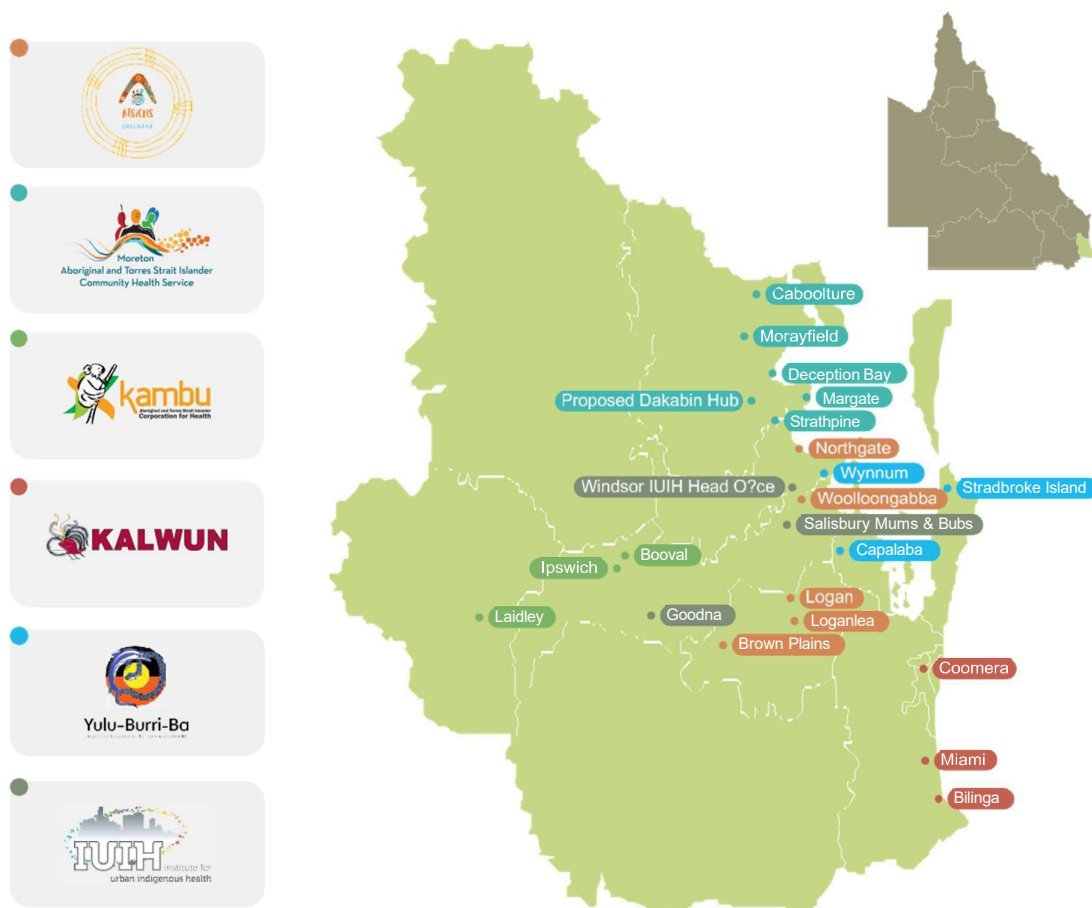 ATSICHS
BRISBANE
Moreton
Aboriginal and Torres Strait Islander
Community Health Service
kambu
Aboriginal and Torres Strait Islander
Corporation for Health
KALWUN
Yulu-Burri-Ba
IUIH institute for
urban indigenous health
Caboolture
Morayfield
Deception Bay
Proposed Dakabin Hub
Margate
Strathpine
Northgate
Wynnum
Windsor IUIH Head O?ce
Stradbroke Island
Woolloongabba
Salisbury Mums & Bubs
Capalaba
Booval
Ipswich
Logan
Laidley
Goodna
Loganlea
Brown Plains
Coomera
Miami
Bilinga